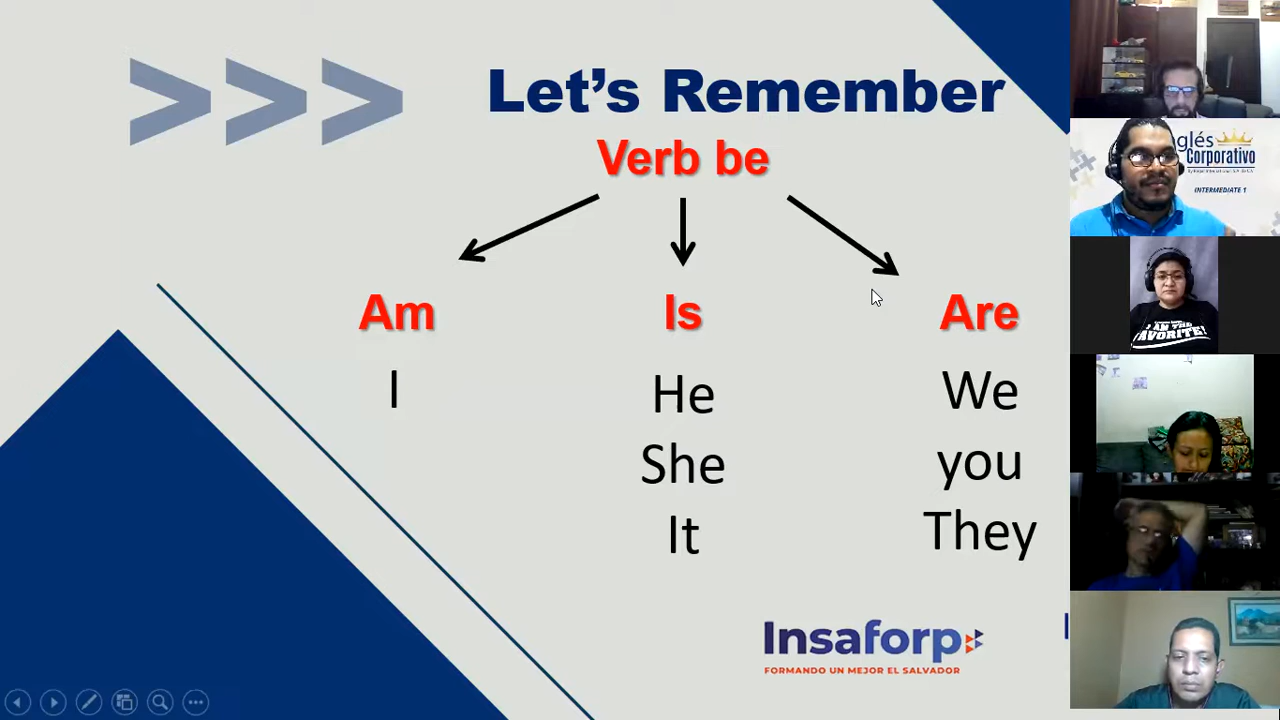 Let's Remember
Verb be
Am
Is
Are
I
He
We
She
you
It
They
Insaforp
FORMANDO UN MEJOR EL SALVADOR
glés
Corporativo
INTERMEDIATE 1
I AM THE
FAVORITE!